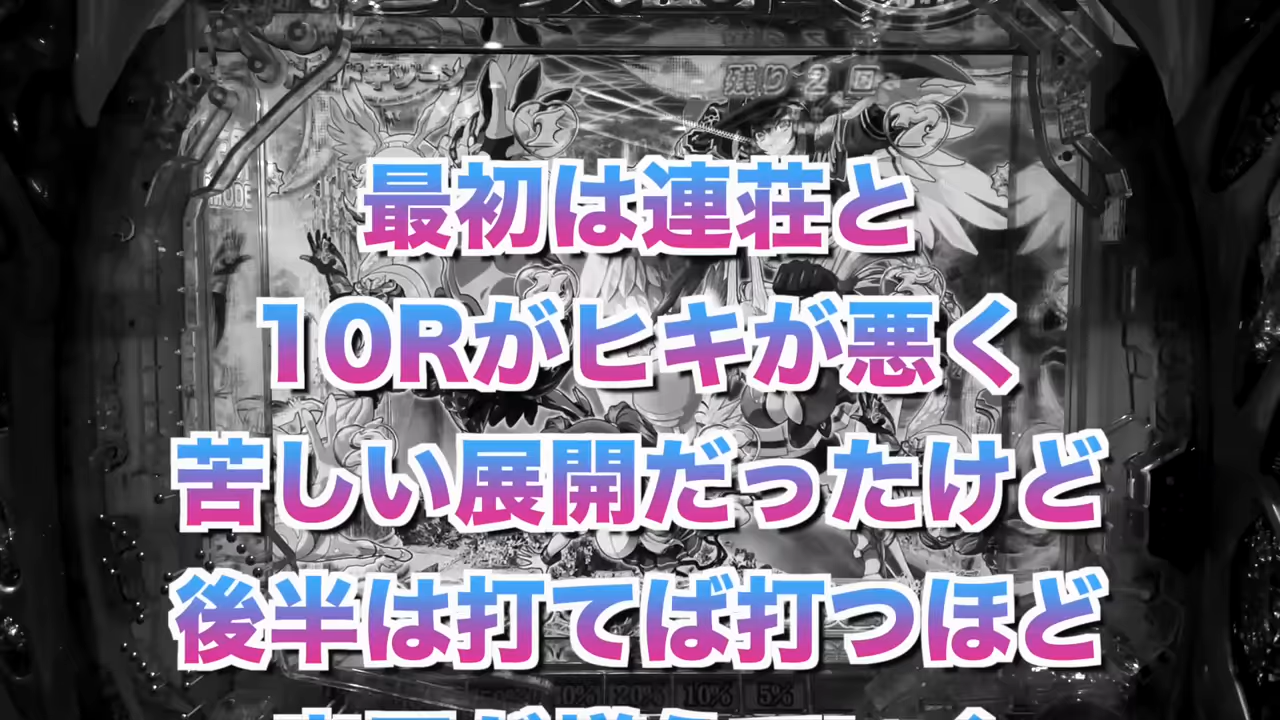 残り 2 回
MODE
最初は連荘と
10Rがヒキが悪く
苦しい展開だったけど
後半は打てば打つほど
20% 10% 5%